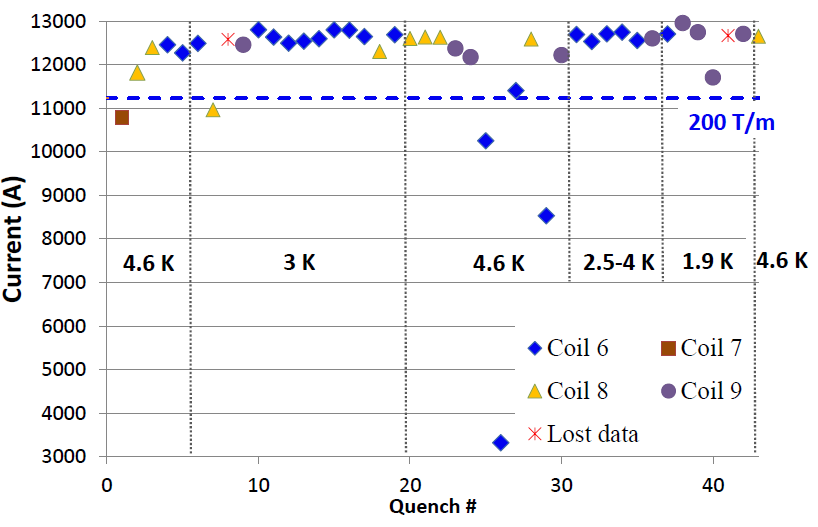 13000
12000
11000
10000
9000
8000
7000
6000
5000
4000
3000
Current (A)
200 T/m
4.6 K
3 K
4.6 K
2.5-4 K
1.9 K
4.6 K
Coil 6
Coil 7
Coil 8
Coil 9
Lost data
0
10
20
30
40
Quench #